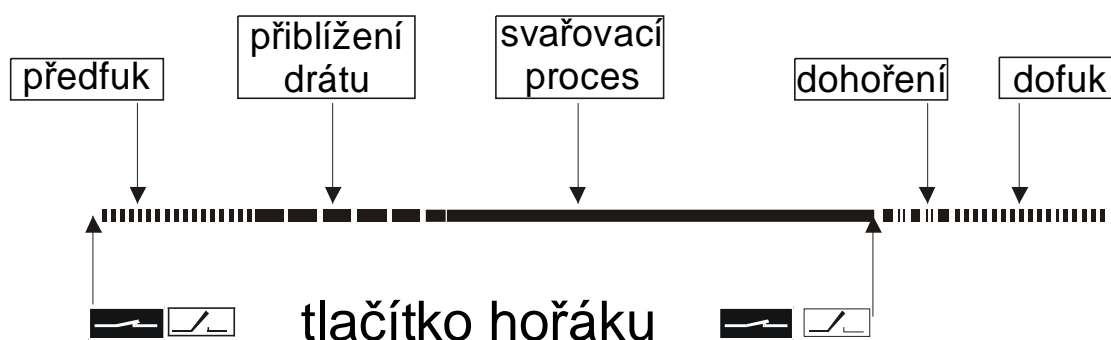 předfuk
přiblížení
drátu
svařovací
proces
dohoření
dofuk
tlačítko hořáku